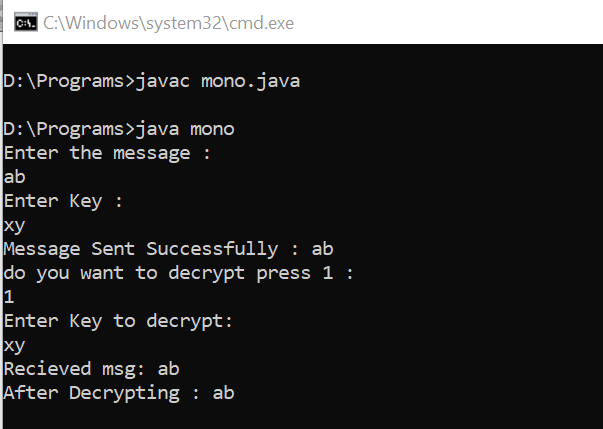 C:\Windows\system32\cmd.exe
D:\Programs>javac mono.java
D:\Programs>java mono
Enter the message :
ab
Enter Key :
xy
Message Sent Successfully : ab
do you want to decrypt press 1 :
1
Enter Key to decrypt:
xy
Recieved msg: ab
After Decrypting : ab